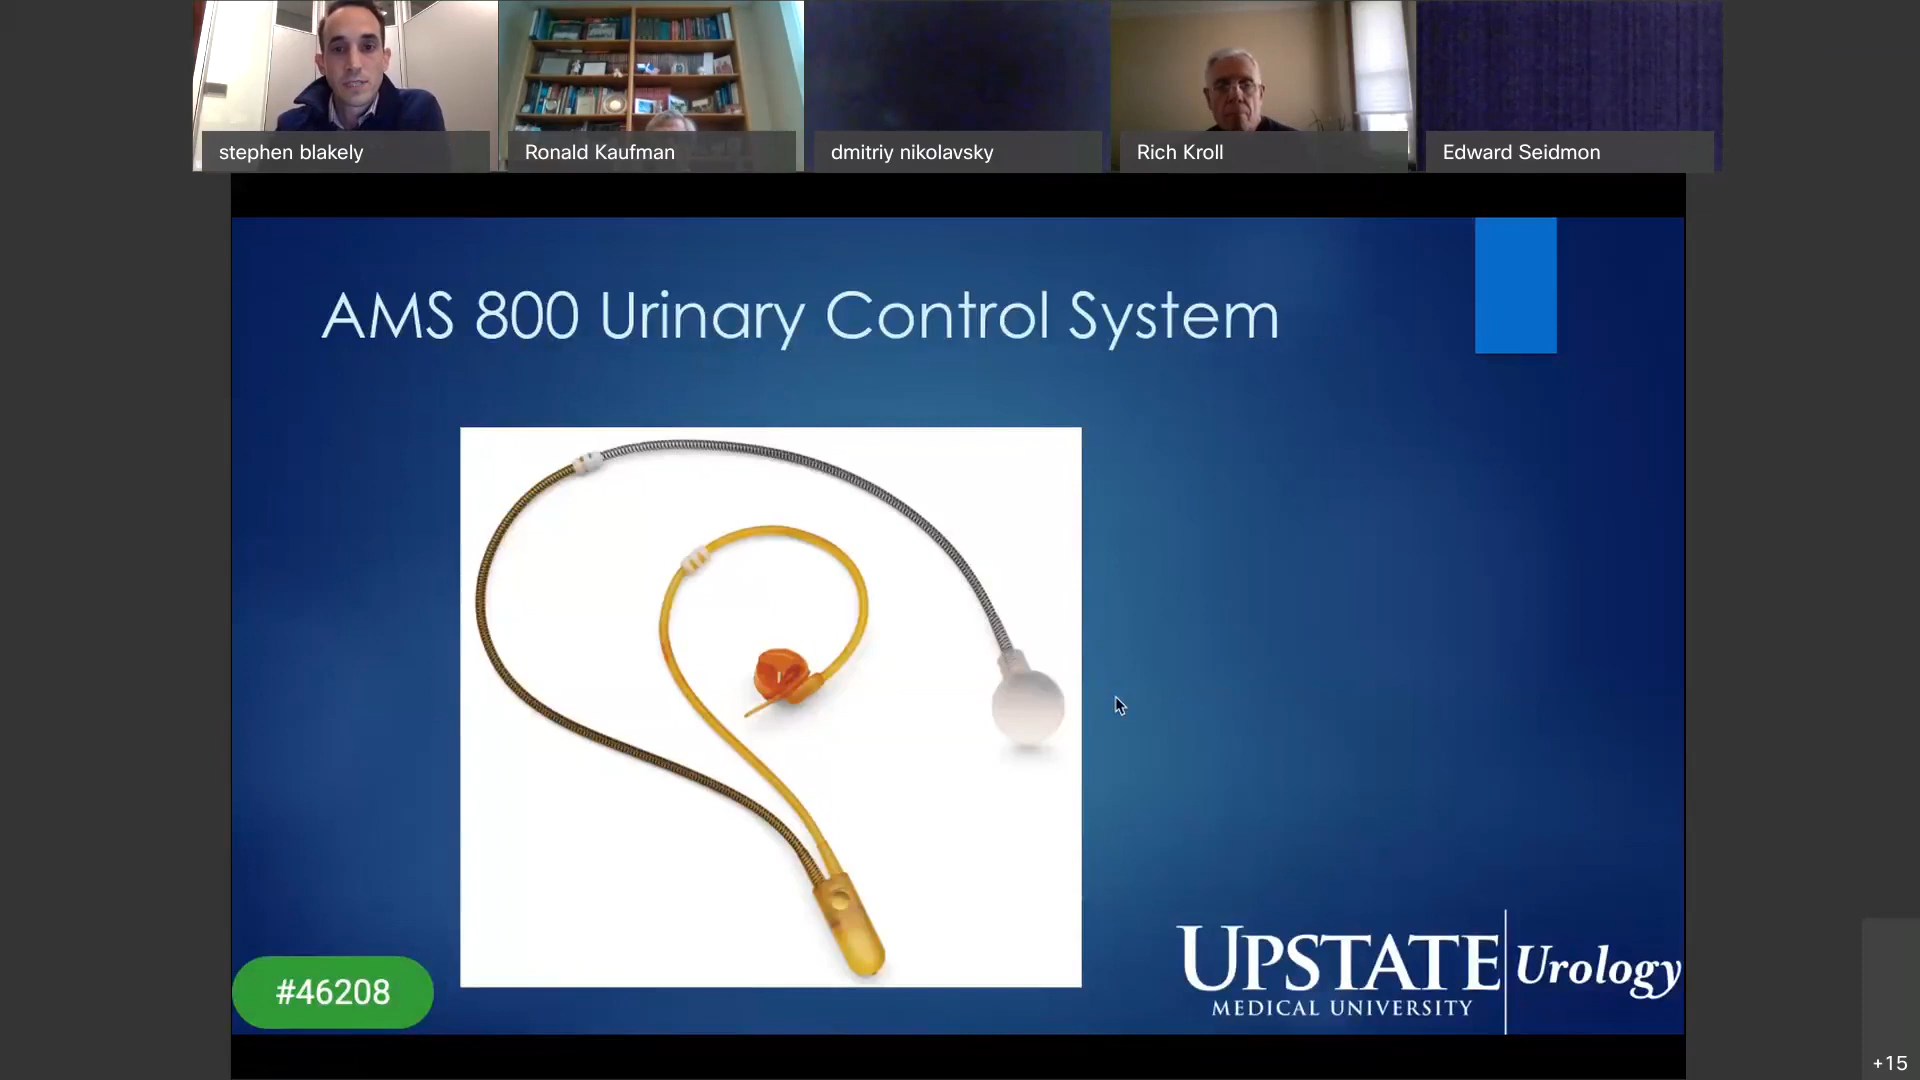 stephen blakely
Ronald Kaufman
dmitriy nikolavsky
Rich Kroll
Edward Seidmon
AMS 800 Urinary Control System
#46208
UPSTATE
MEDICAL UNIVERSITY
Urology
+15